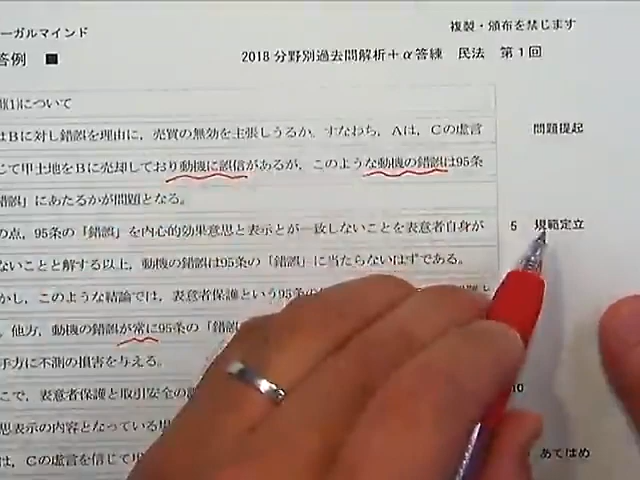 ーガルマインド
複製・頒布を禁じます
答例 ■
2018 分野別過去問解析+α答練 民法 第1回
(1)について
はBに対し錯誤を理由に，売買の無効を主張しうるか。すなわち，Aは，Cの虚言
問題提起
じて甲土地をBに売却しており動機に誤信があるが，このような動機の錯誤は95条
錯誤」にあたるかが問題となる。
の点，95条の「錯誤」を内心的効果意思と表示とが一致しないことを表意者自身が
5 規範定立
ないことと解する以上，動機の錯誤は95条の「錯誤」に当たらないはずである。
かし，このような結論では，表意者保護という95条の
，他方，動機の錯誤が常に95条の「錯誤
手方に不測の損害を与える。
こで，表意者保護と取引安全の
10
思表示の内容となっている
は，Cの虚言を信じて甲
あてはめ